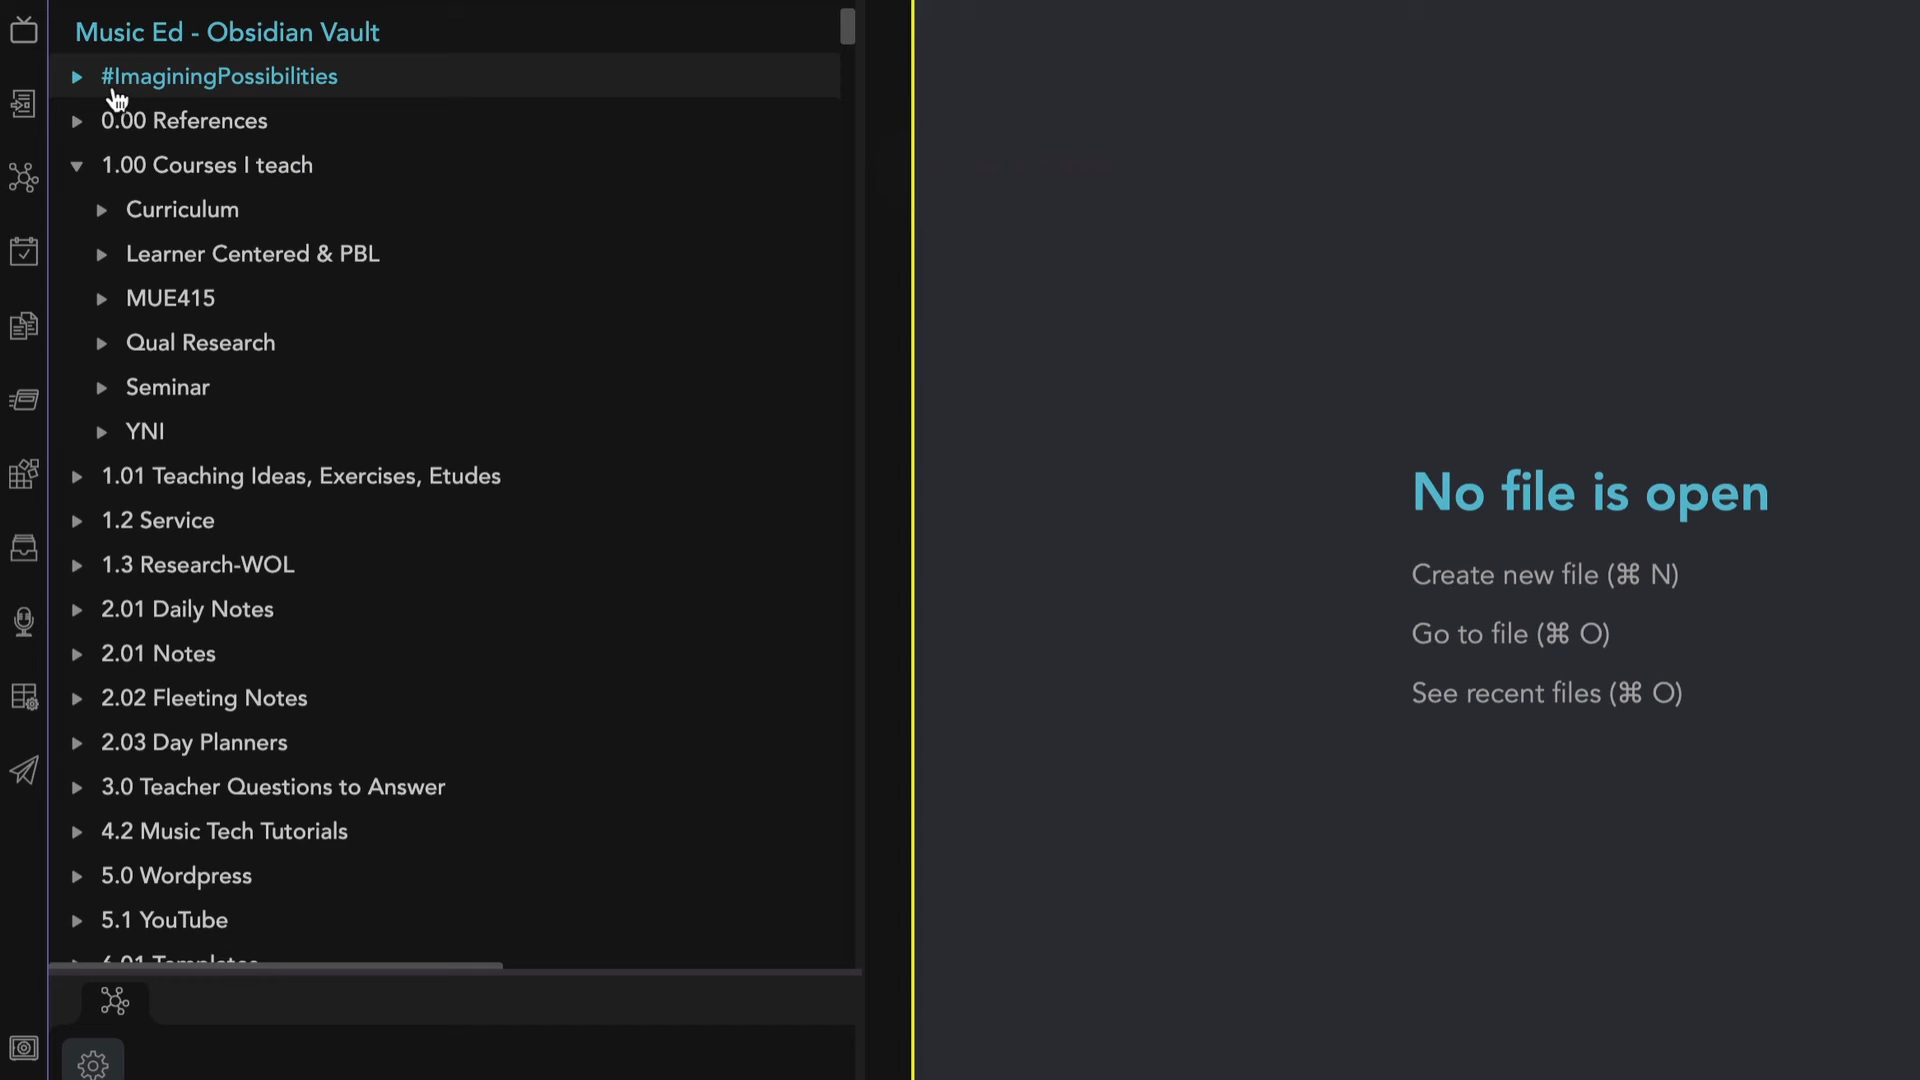 Music Ed - Obsidian Vault
#ImaginingPossibilities
0.00 References
1.00 Courses I teach
Curriculum
Learner Centered & PBL
MUE415
Qual Research
Seminar
YNI
1.01 Teaching Ideas, Exercises, Etudes
1.2 Service
1.3 Research-WOL
2.01 Daily Notes
2.01 Notes
2.02 Fleeting Notes
2.03 Day Planners
3.0 Teacher Questions to Answer
4.2 Music Tech Tutorials
5.0 Wordpress
5.1 YouTube
6.01 Templates
No file is open
Create new file (⌘ N)
Go to file (⌘ O)
See recent files (⌘ O)